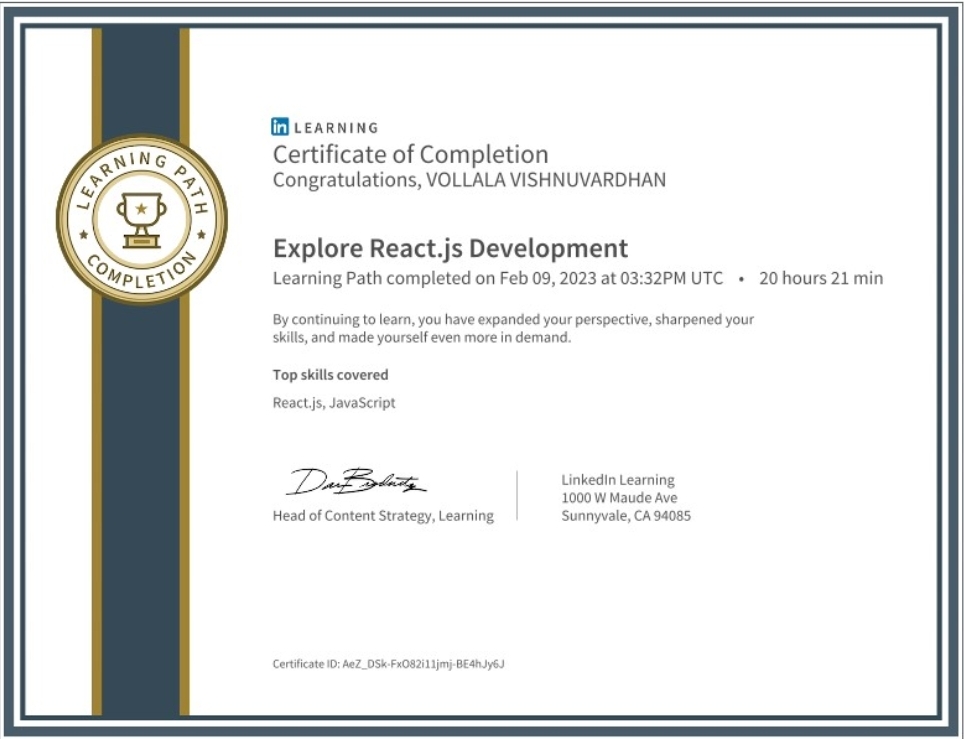 LEARNING PATH
COMPLETION
in LEARNING
Certificate of Completion
Congratulations, VOLLALA VISHNUVARDHAN
Explore React.js Development
Learning Path completed on Feb 09, 2023 at 03:32PM UTC • 20 hours 21 min
By continuing to learn, you have expanded your perspective, sharpened your
skills, and made yourself even more in demand.
Top skills covered
React.js, JavaScript
Head of Content Strategy, Learning
LinkedIn Learning
1000 W Maude Ave
Sunnyvale, CA 94085
Certificate ID: AeZ_DSk-FxO82i11jmj-BE4hJy6J